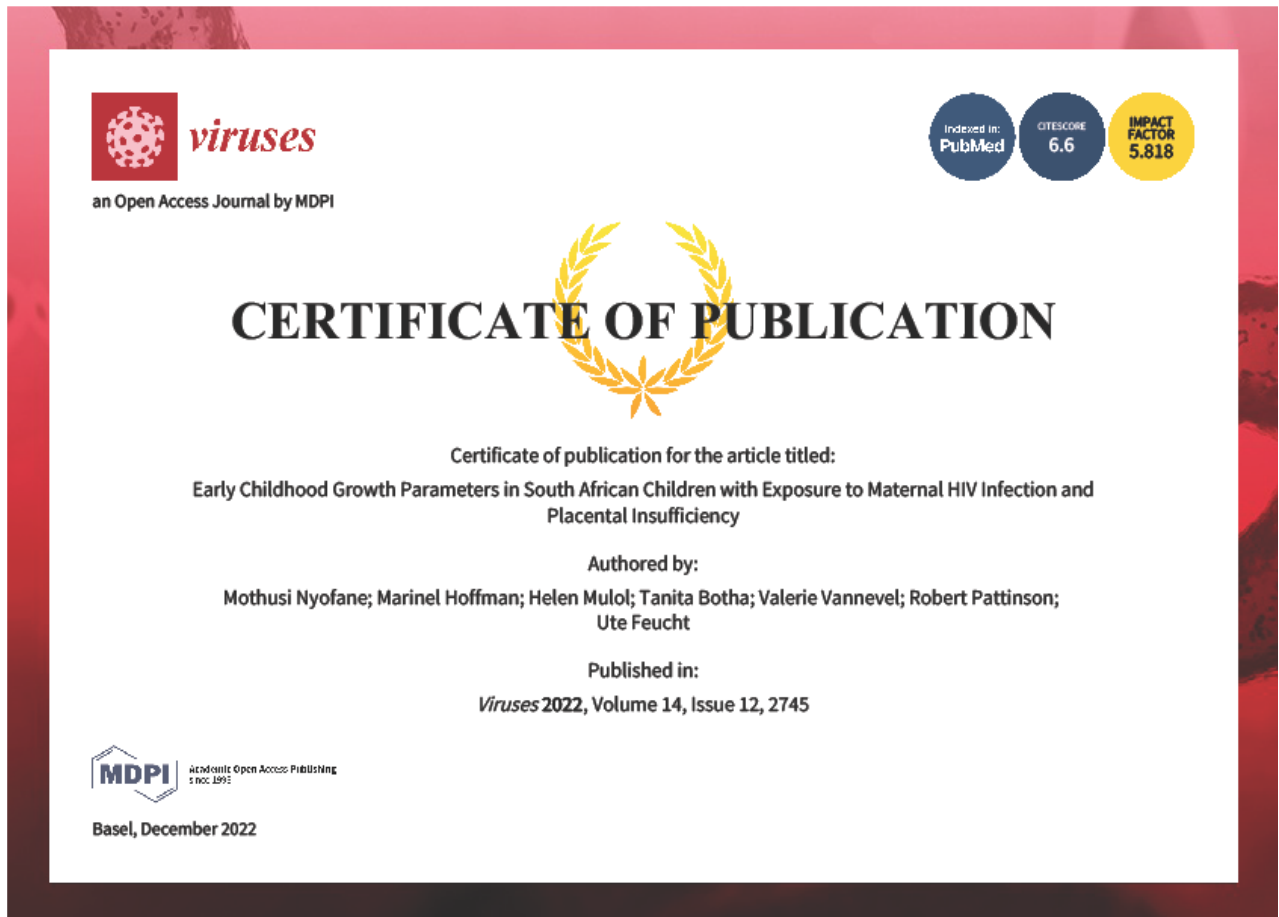 viruses
an Open Access Journal by MDPI
Indexed in:
PubMed
CITESCORE
6.6
IMPACT
FACTOR
5.818
CERTIFICATE OF PUBLICATION
Certificate of publication for the article titled:
Early Childhood Growth Parameters in South African Children with Exposure to Maternal HIV Infection and
Placental Insufficiency
Authored by:
Mothusi Nyofane; Marinel Hoffman; Helen Mulol; Tanita Botha; Valerie Vannevel; Robert Pattinson;
Ute Feucht
Published in:
Viruses 2022, Volume 14, Issue 12, 2745
MDPI
Academic Open Access Publishing
since
Basel, December 2022